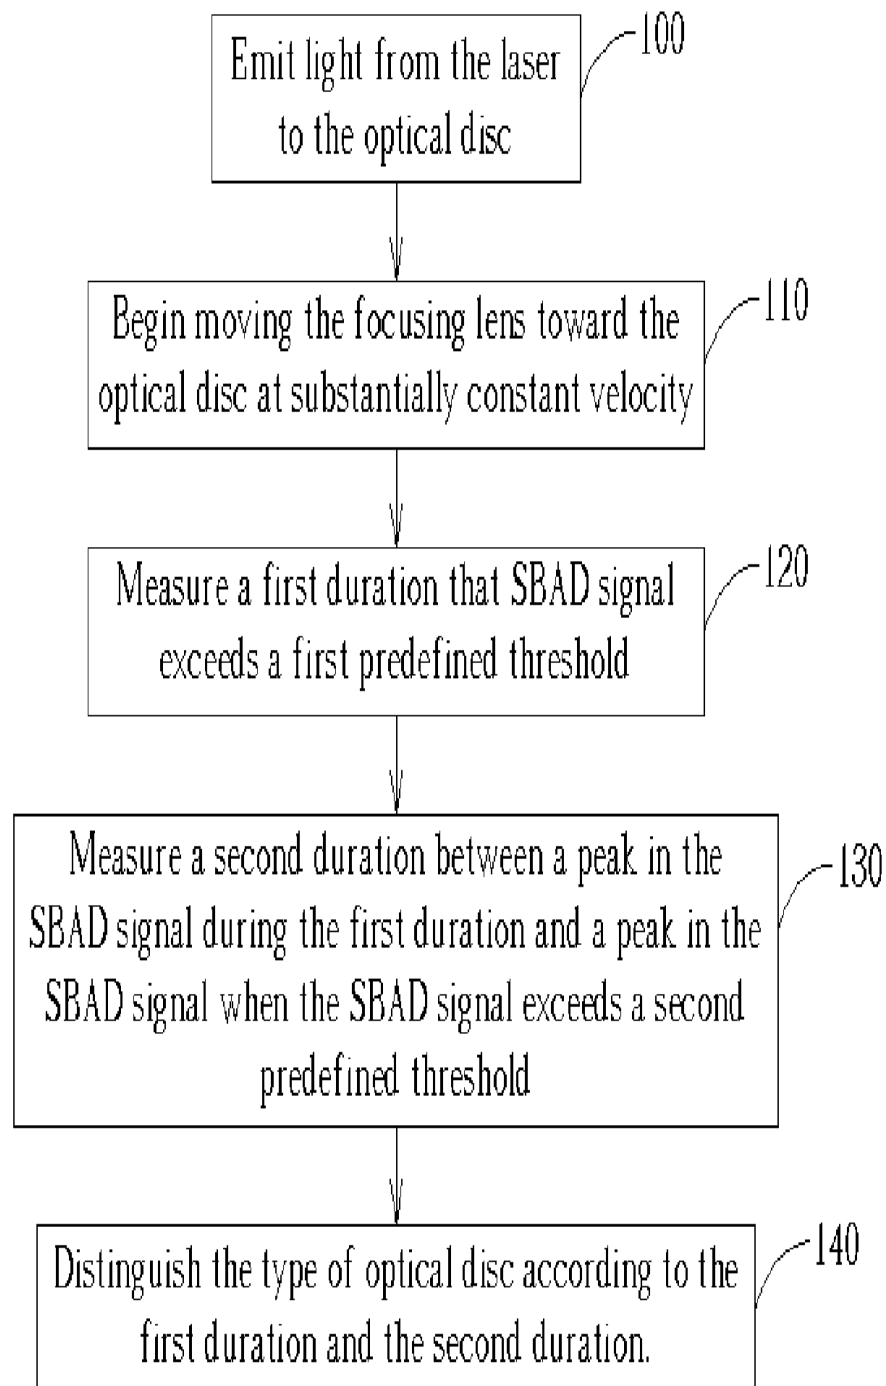 Emit light from the laser
to the optical disc
100
Begin moving the focusing lens toward the
optical disc at substantially constant velocity
110
Measure a first duration that SBAD signal
exceeds a first predefined threshold
120
Measure a second duration between a peak in the
SBAD signal during the first duration and a peak in the
SBAD signal when the SBAD signal exceeds a second
predefined threshold
130
Distinguish the type of optical disc according to the
first duration and the second duration.
140